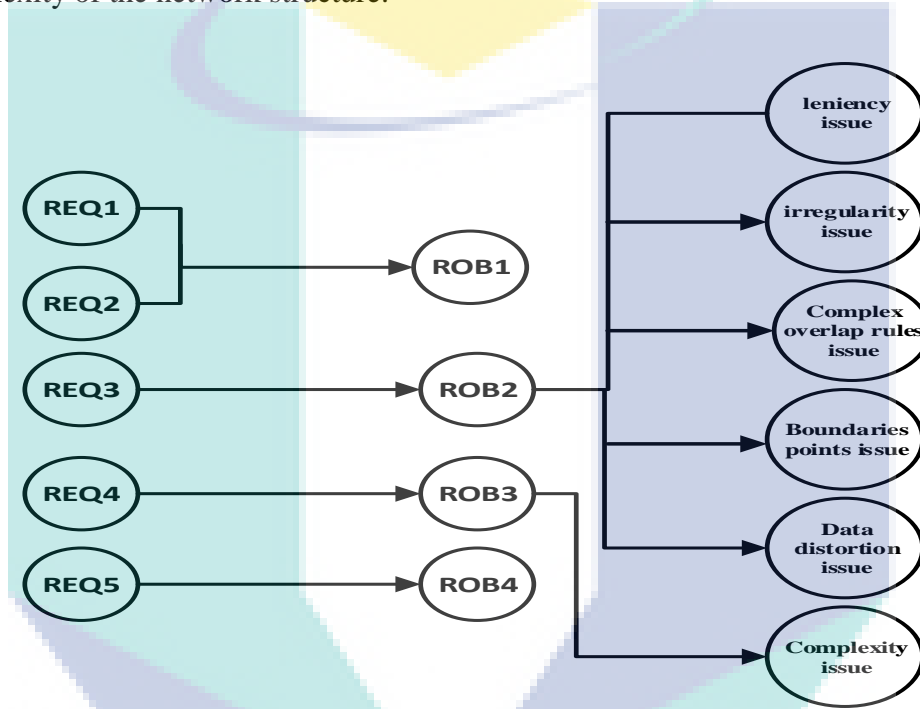 REQ1
REQ2
REQ3
REQ4
REQ5
ROB1
ROB2
ROB3
ROB4
leniency
issue
irregularity
issue
Complex
overlap rules
issue
Boundaries
points issue
Data
distortion
issue
Complexity
issue